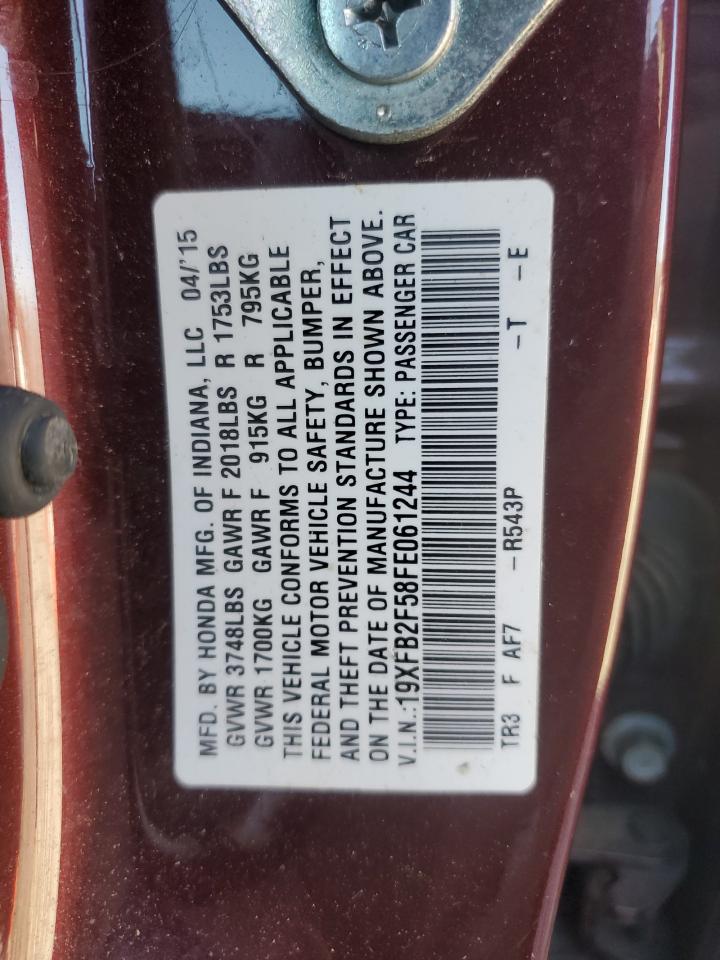 MFD. BY HONDA MFG. OF INDIANA, LLC 04/'15
GVWR 3748LBS GAWR F 2018LBS R 1753LBS
GVWR 1700KG GAWR F 915KG R 795KG
THIS VEHICLE CONFORMS TO ALL APPLICABLE
FEDERAL MOTOR VEHICLE SAFETY, BUMPER,
AND THEFT PREVENTION STANDARDS IN EFFECT
ON THE DATE OF MANUFACTURE SHOWN ABOVE.
V.I.N.:19XFB2F58FE061244 TYPE: PASSENGER CAR
TR3 F AF7 -R543P -T -E